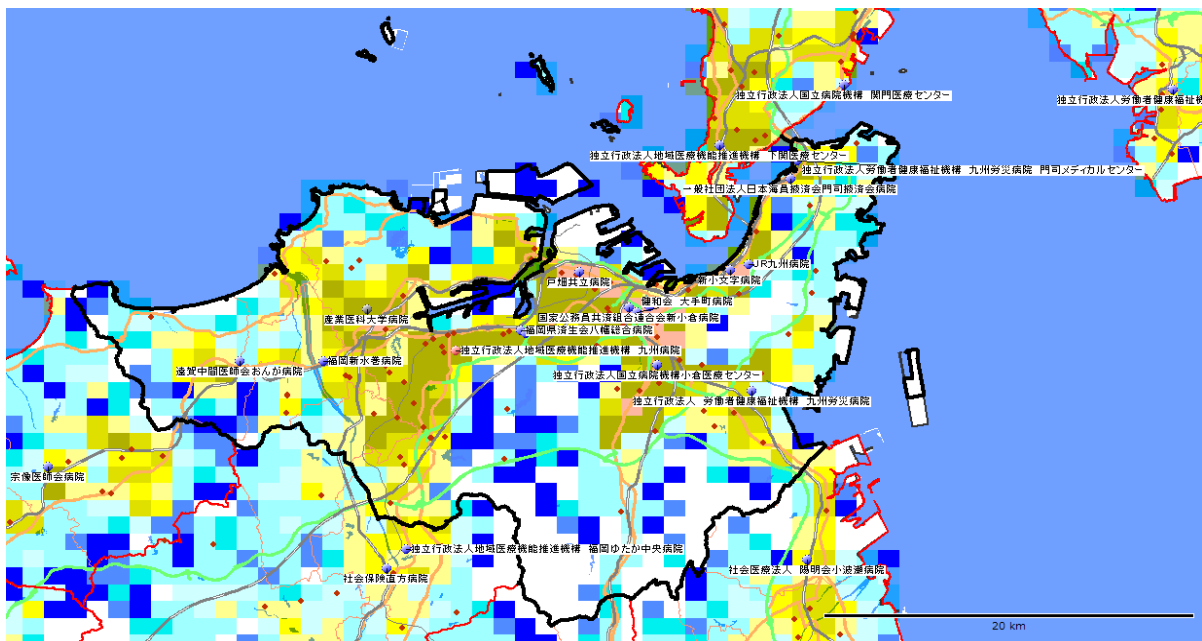 独立行政法人国立病院機構 関門医療センター
独立行政法人労働者健康福祉機
独立行政法人地域医療機能推進機構 下関医療センター
独立行政法人労働者健康福祉機構 九州労災病院 門司メディカルセンター
一般社団法人日本海員掖済会門司掖済会病院
JR九州病院
戸畑共立病院
新小文字病院
健和会 大手町病院
産業医科大学病院
国家公務員共済組合連合会新小倉病院
福岡県済生会八幡総合病院
独立行政法人地域医療機能推進機構 九州病院
福岡新水巻病院
遠賀中間医師会おんが病院
独立行政法人国立病院機構小倉医療センター
独立行政法人 労働者健康福祉機構 九州労災病院
宗像医師会病院
独立行政法人地域医療機能推進機構 福岡ゆたか中央病院
社会保険直方病院
社会医療法人 陽明会小波瀬病院
20 km